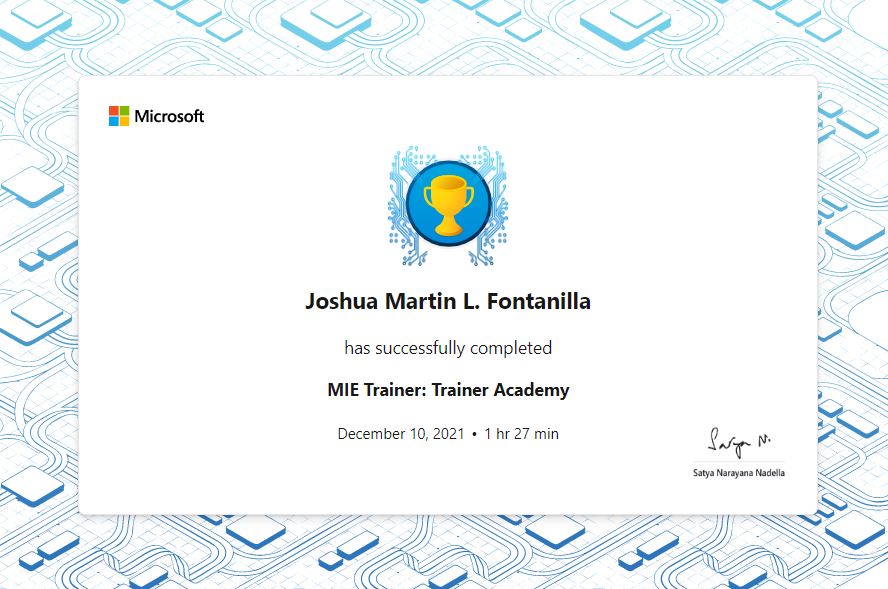 Microsoft
Joshua Martin L. Fontanilla
has successfully completed
MIE Trainer: Trainer Academy
December 10, 2021 • 1 hr 27 min
Satya N.
Satya Narayana Nadella